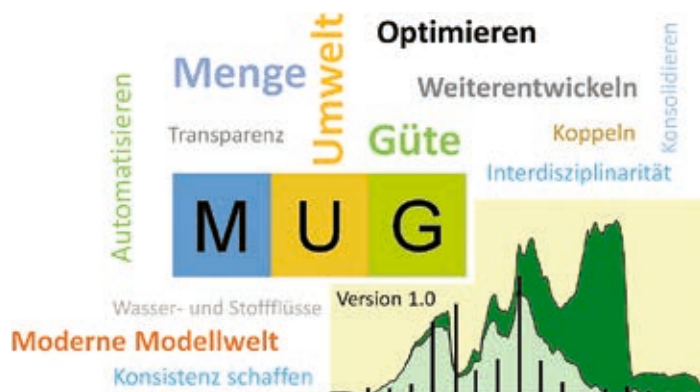 Optimieren
Umwelt
Konsolidieren
Menge
Automatisieren
Weiterentwickeln
Transparenz
Güte
Koppeln
Interdisziplinarität
M U G
Wasser- und Stoffflüsse
Version 1.0
Moderne Modellwelt
Konsistenz schaffen